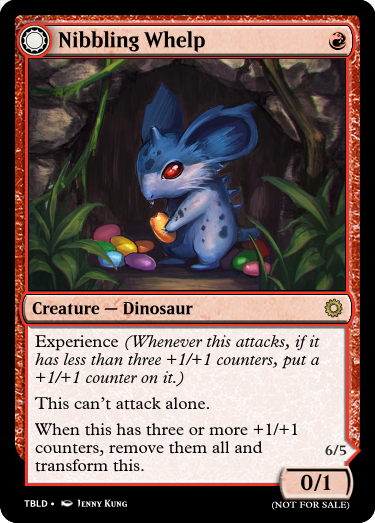 Nibbling Whelp
Creature — Dinosaur
Experience (Whenever this attacks, if it
has less than three +1/+1 counters, put a
+1/+1 counter on it.)
This can't attack alone.
When this has three or more +1/+1
counters, remove them all and
transform this.
6/5
0/1
TBLD • Jenny Kung
(NOT FOR SALE)